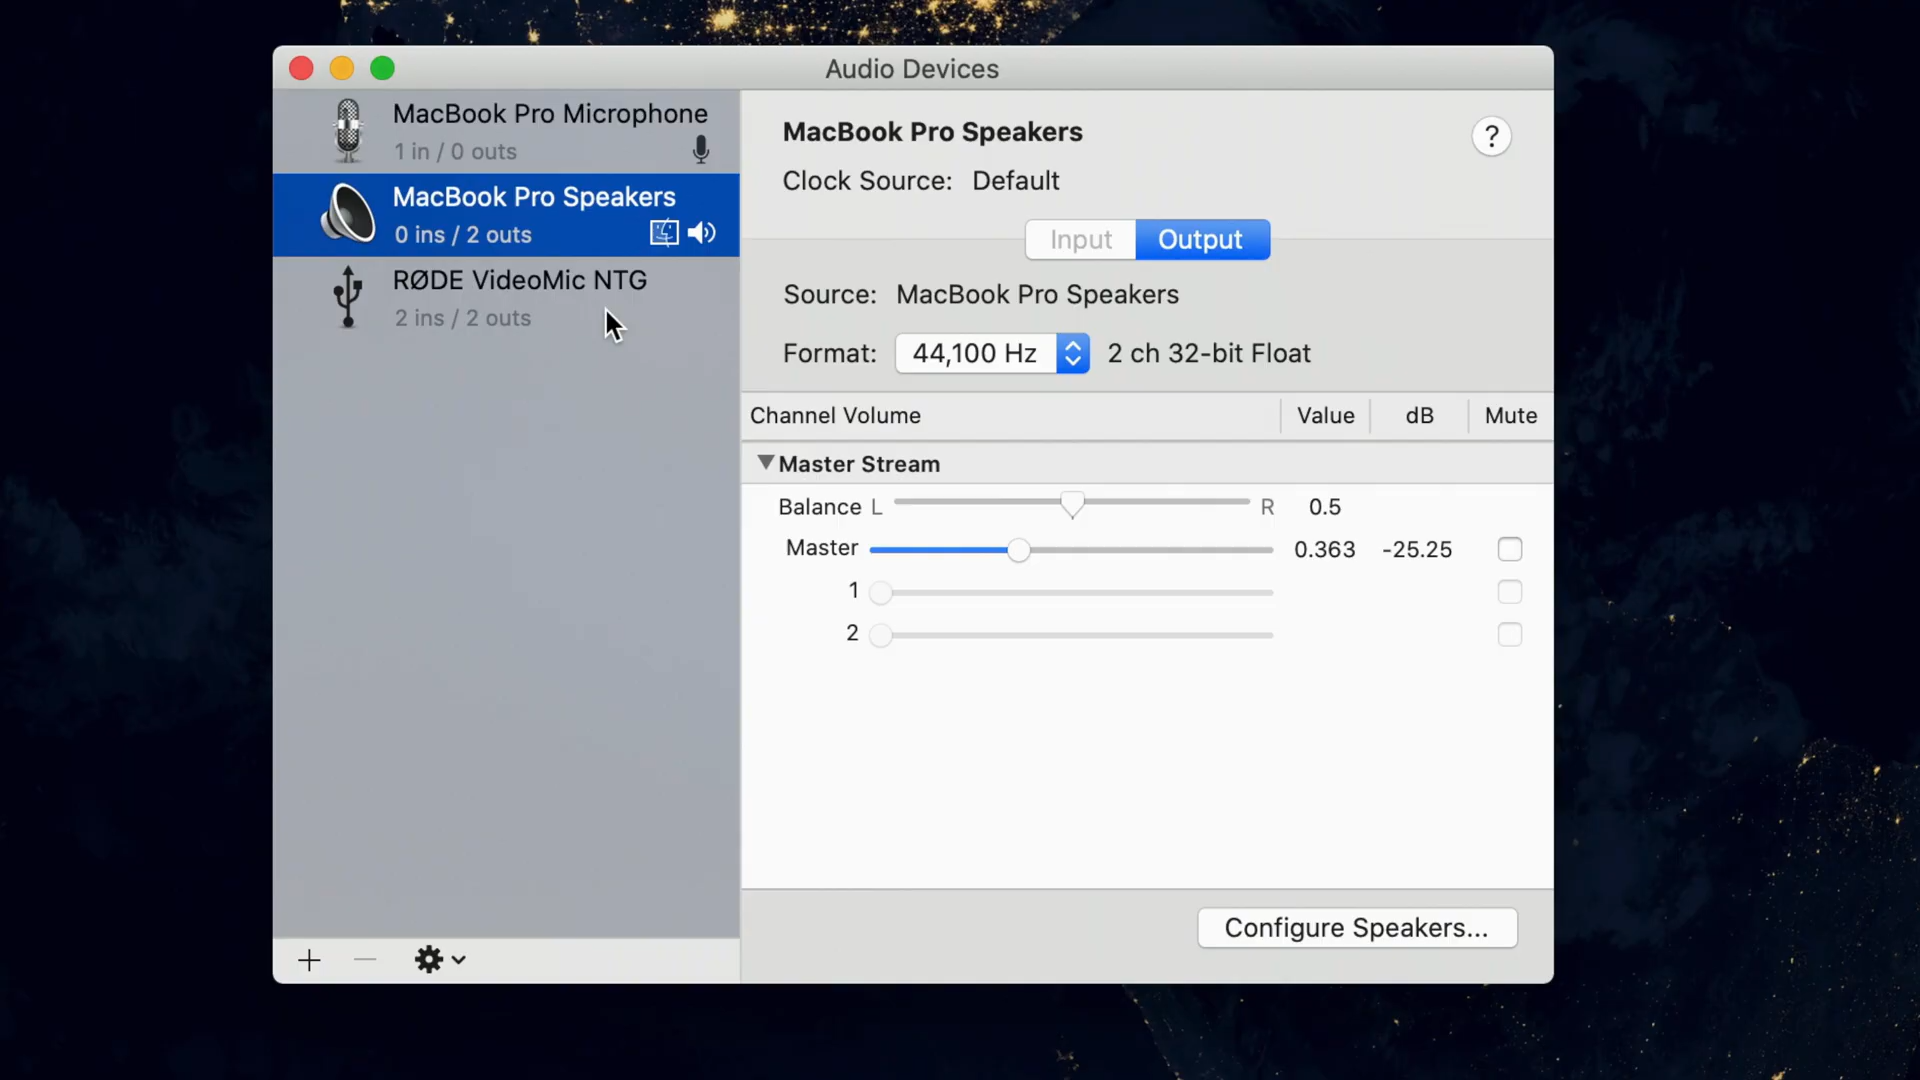 Audio Devices
MacBook Pro Microphone
1 in / 0 outs
MacBook Pro Speakers
0 ins / 2 outs
RØDE VideoMic NTG
2 ins / 2 outs
MacBook Pro Speakers
?
Clock Source: Default
Input Output
Source: MacBook Pro Speakers
Format: 44,100 Hz 2 ch 32-bit Float
Channel Volume Value dB Mute
Master Stream
Balance L R 0.5
Master 0.363 -25.25
1
2
Configure Speakers...